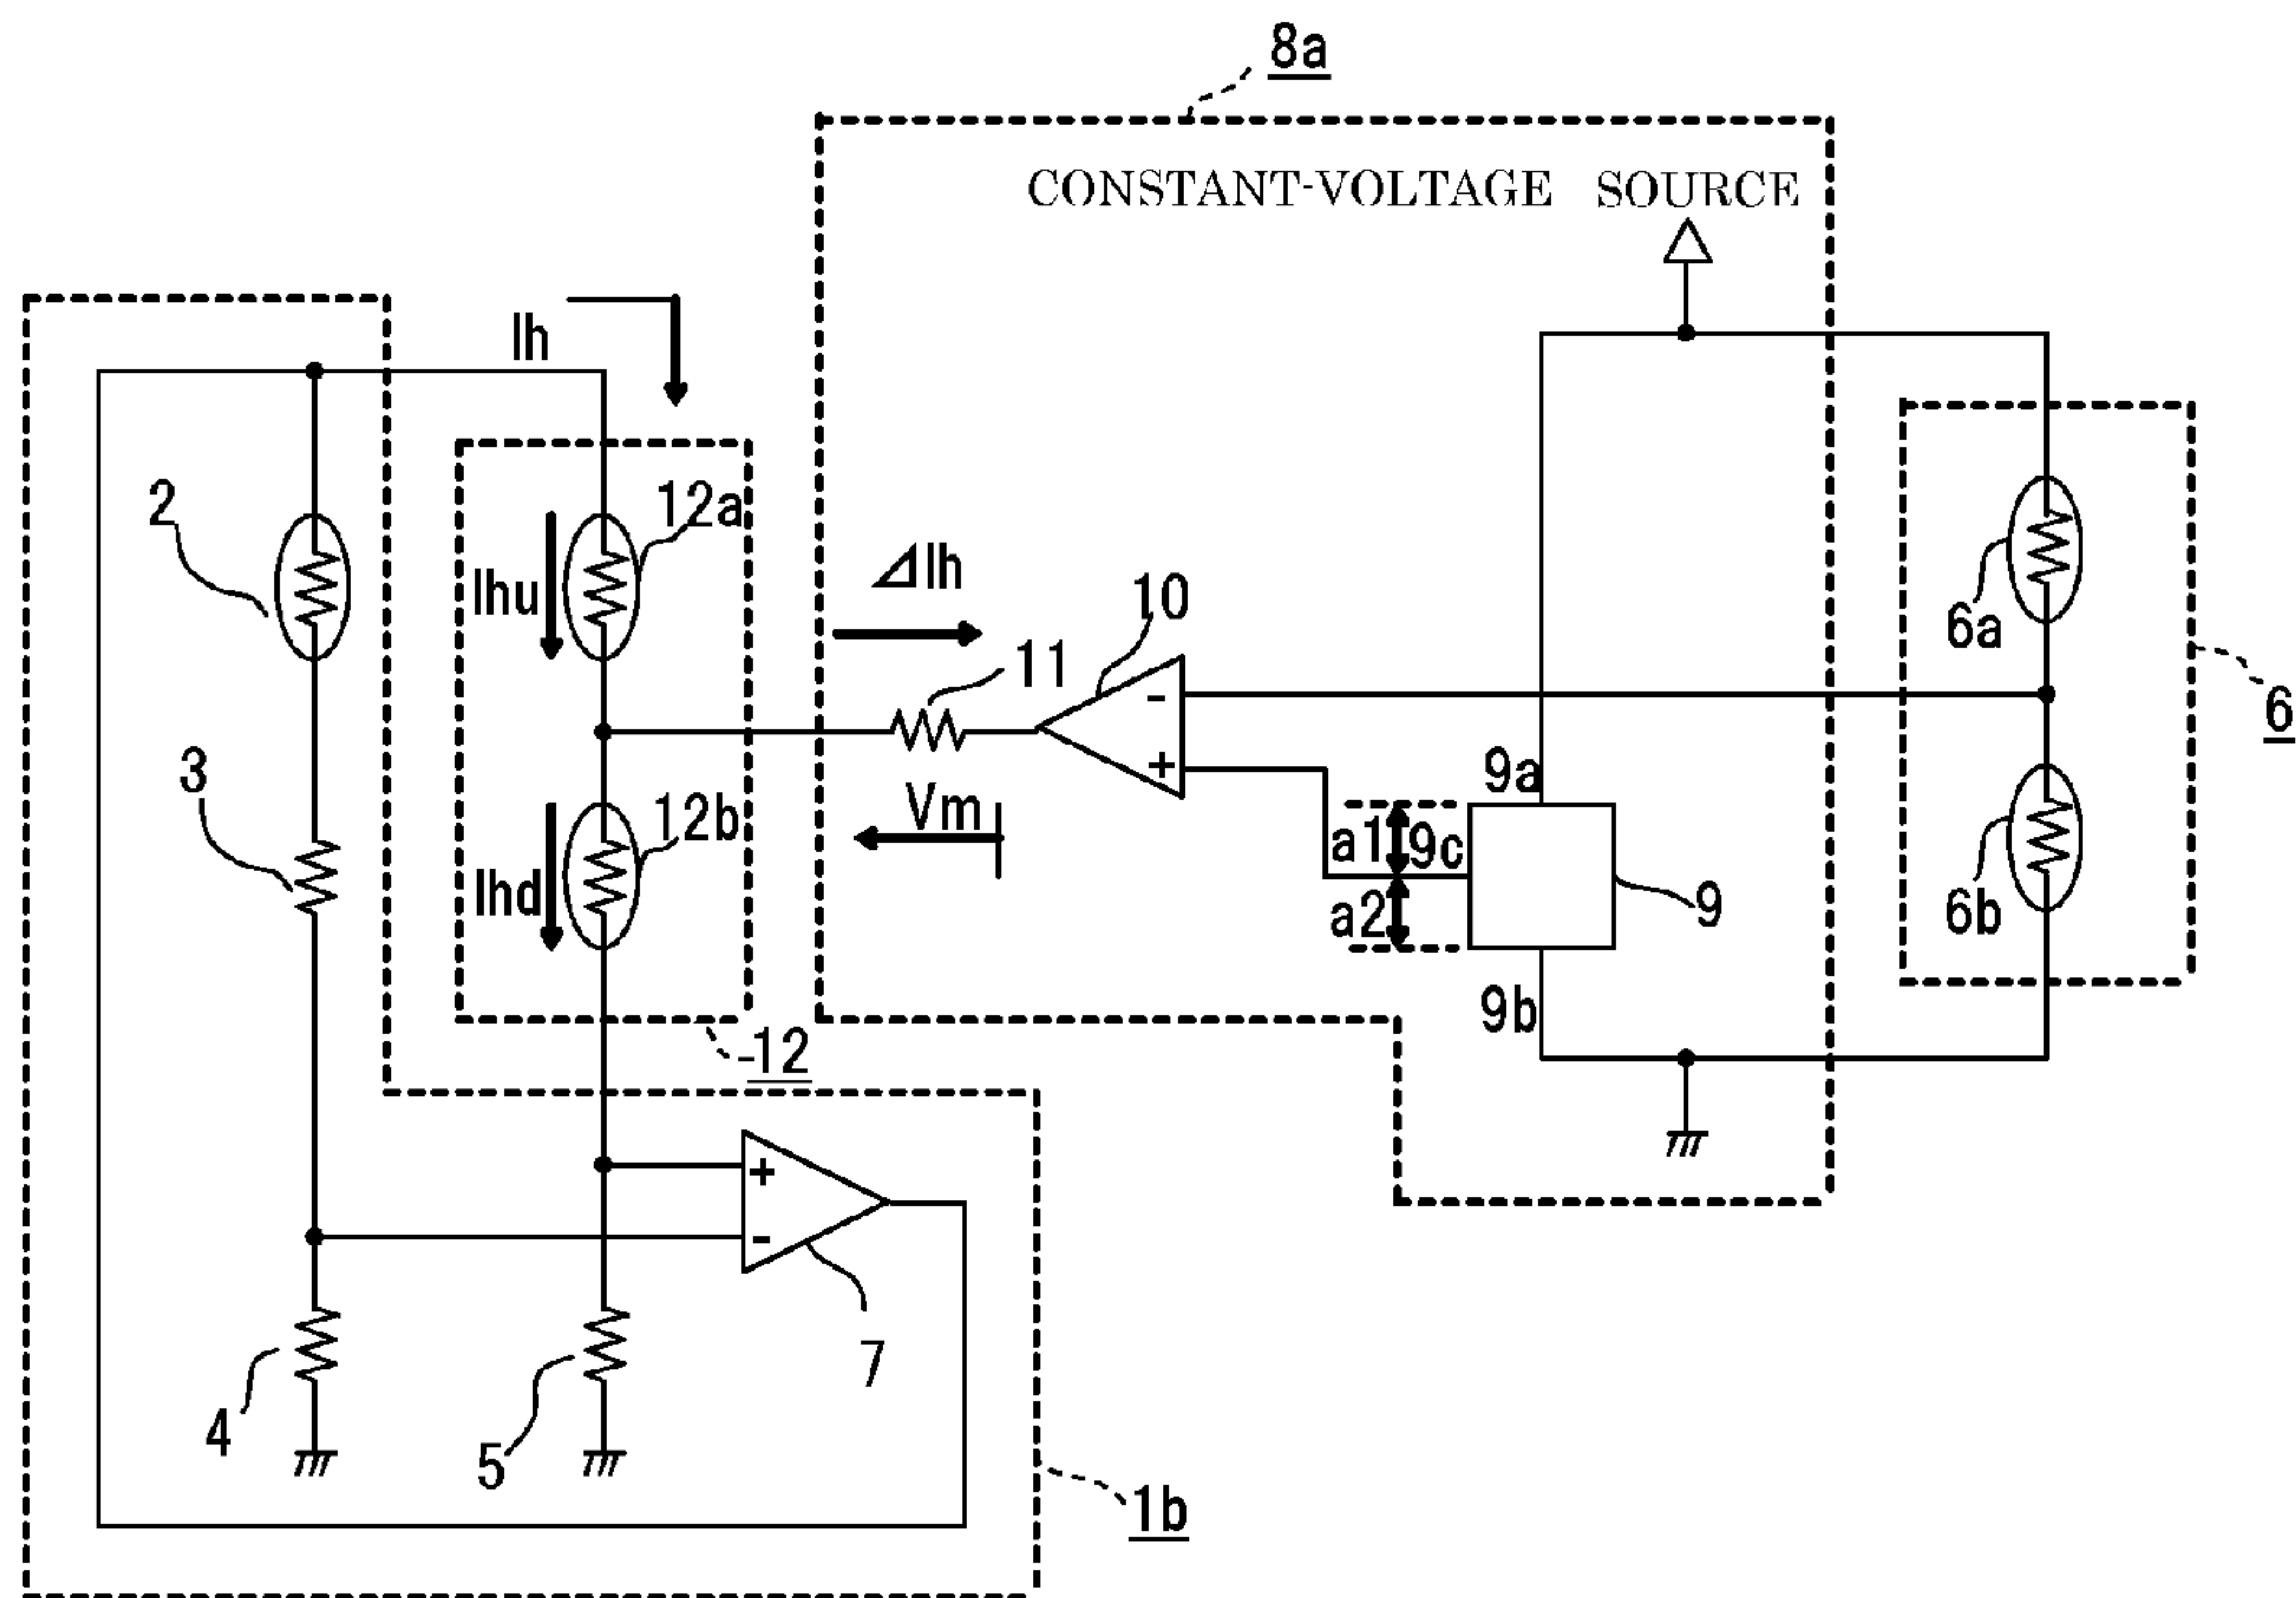 8a
CONSTANT-VOLTAGE SOURCE
Ih
2
12a
Ihu
⊿Ih
10
6a
11
6
3
-
+
9a
12b
Vm
a1
9c
Ihd
a2
9
6b
9b
12
+
-
7
4
5
1b